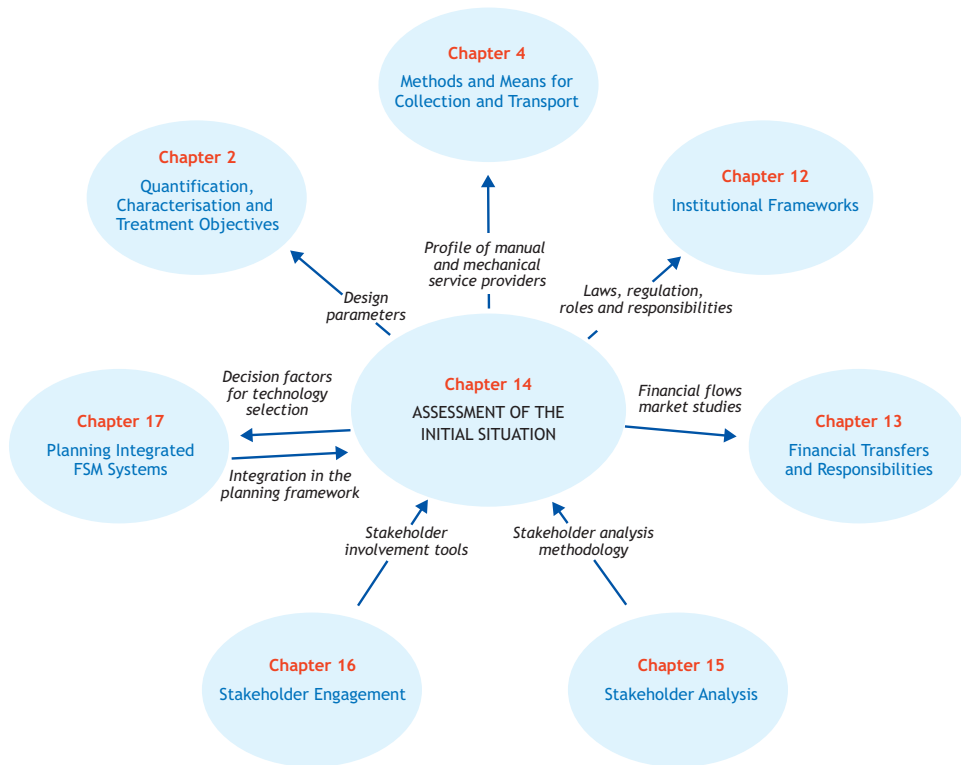 Chapter 4
Methods and Means for
Collection and Transport
Chapter 2
Quantification,
Characterisation and
Treatment Objectives
Chapter 12
Institutional Frameworks
Profile of manual
and mechanical
service providers
Design
parameters
Laws, regulation,
roles and responsibilities
Chapter 14
ASSESSMENT OF THE
INITIAL SITUATION
Decision factors
for technology
selection
Financial flows
market studies
Chapter 17
Planning Integrated
FSM Systems
Chapter 13
Financial Transfers
and Responsibilities
Integration in the
planning framework
Stakeholder
involvement tools
Stakeholder analysis
methodology
Chapter 16
Stakeholder Engagement
Chapter 15
Stakeholder Analysis